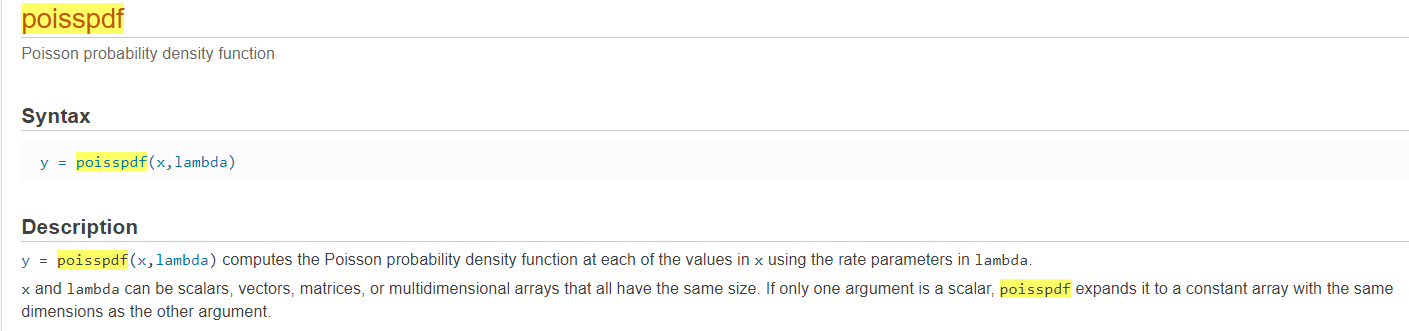 poisspdf
Poisson probability density function
Syntax
y = poisspdf(x,lambda)
Description
y = poisspdf(x,lambda) computes the Poisson probability density function at each of the values in x using the rate parameters in lambda.
x and lambda can be scalars, vectors, matrices, or multidimensional arrays that all have the same size. If only one argument is a scalar, poisspdf expands it to a constant array with the same
dimensions as the other argument.